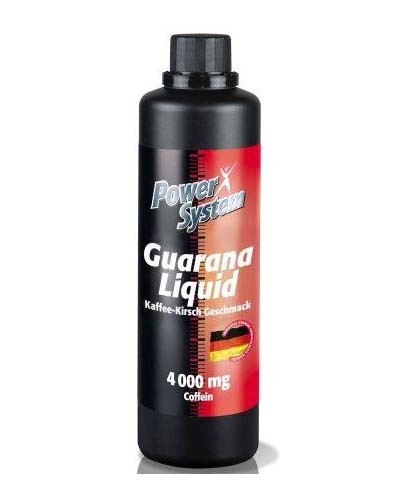 Power
System
Guarana
Liquid
Kaffee-Kirsch Geschmack
4 000 mg
Coffein